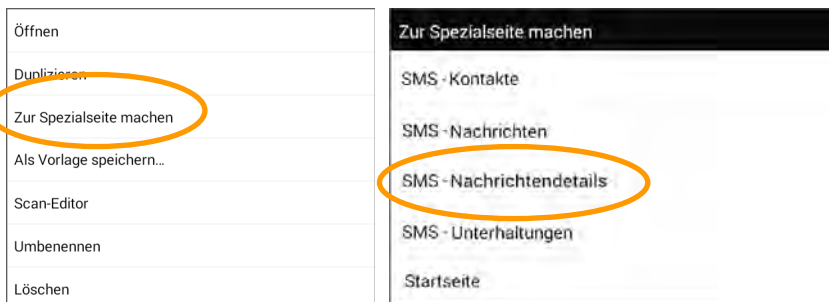 Öffnen
Duplizieren
Zur Spezialseite machen
Als Vorlage speichern...
Scan-Editor
Umbenennen
Löschen
Zur Spezialseite machen
SMS - Kontakte
SMS - Nachrichten
SMS - Nachrichtendetails
SMS - Unterhaltungen
Startseite